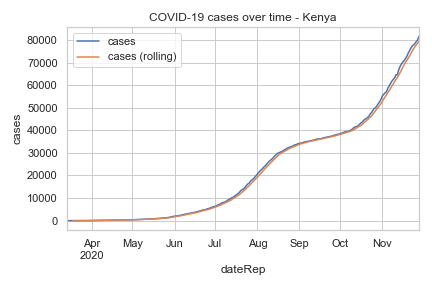 COVID-19 cases over time - Kenya
cases
cases (rolling)
80000
70000
60000
50000
40000
30000
20000
10000
0
cases
Apr
2020
May
Jun
Jul
Aug
Sep
Oct
Nov
dateRep